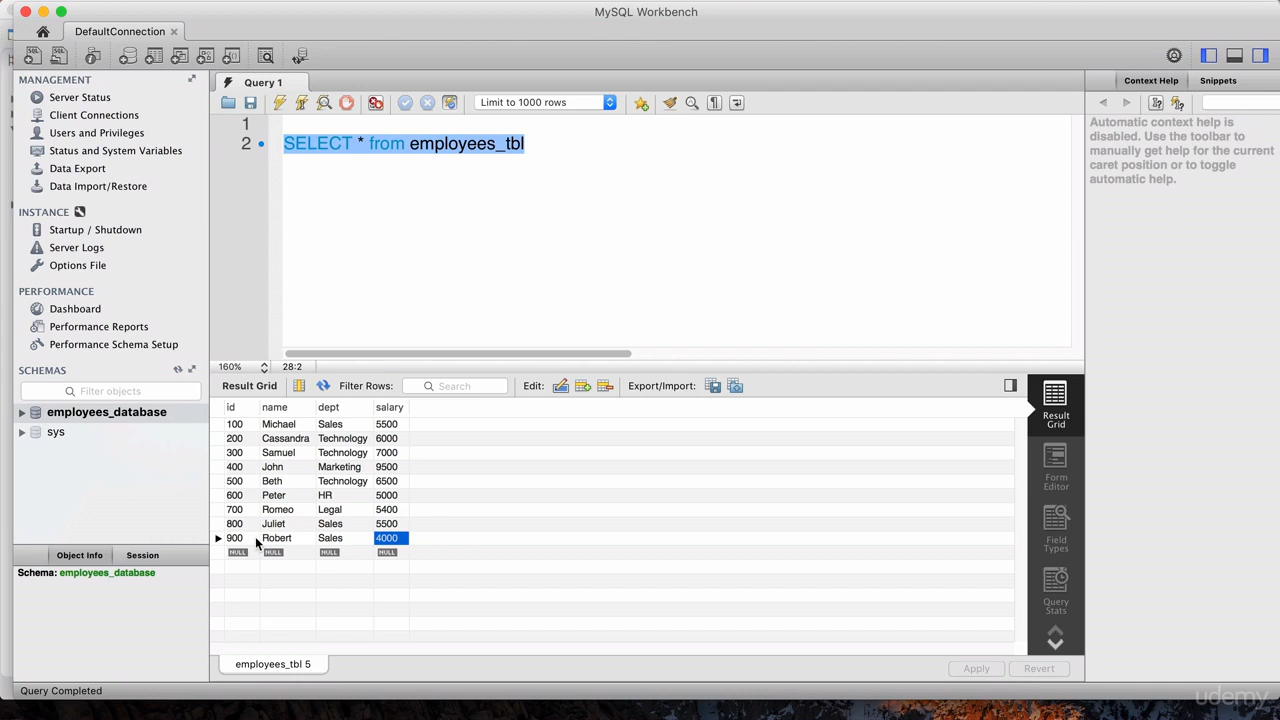 MySQL Workbench
DefaultConnection
MANAGEMENT
Server Status
Client Connections
Users and Privileges
Status and System Variables
Data Export
Data Import/Restore
INSTANCE
Startup / Shutdown
Server Logs
Options File
PERFORMANCE
Dashboard
Performance Reports
Performance Schema Setup
SCHEMAS
Filter objects
employees_database
sys
Object Info Session
Schema: employees_database
Query Completed
Query 1
Limit to 1000 rows
1
2 SELECT * from employees_tbl
160% 28:2
Result Grid Filter Rows: Search Edit: Export/Import:
id name dept salary
100 Michael Sales 5500
200 Cassandra Technology 6000
300 Samuel Technology 7000
400 John Marketing 9500
500 Beth Technology 6500
600 Peter HR 5000
700 Romeo Legal 5400
800 Juliet Sales 5500
900 Robert Sales 4000
NULL NULL NULL NULL
employees_tbl 5
Apply Revert
Result
Grid
Form
Editor
Field
Types
Query
Stats
Context Help Snippets
Automatic context help is
disabled. Use the toolbar to
manually get help for the current
caret position or to toggle
automatic help.
udemy